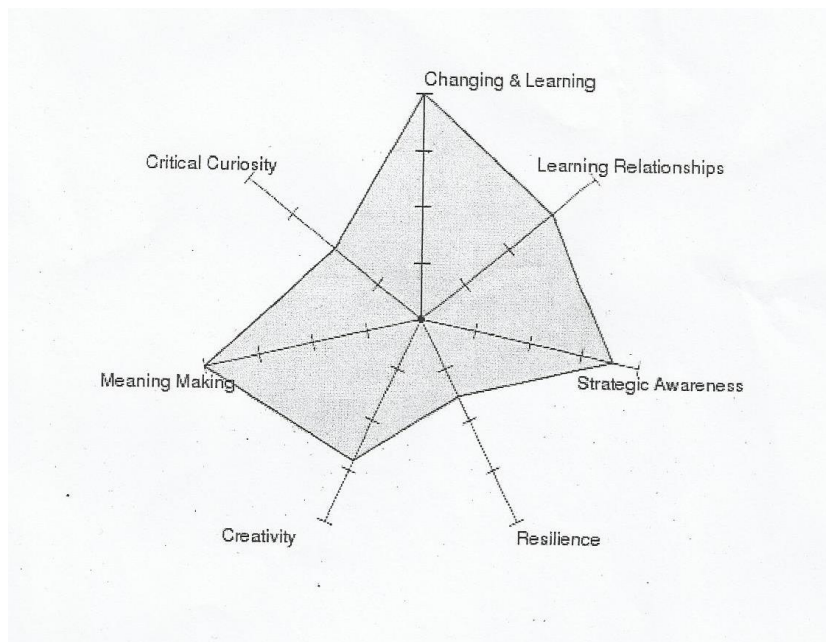 Changing & Learning
Critical Curiosity
Learning Relationships
Meaning Making
Strategic Awareness
Creativity
Resilience